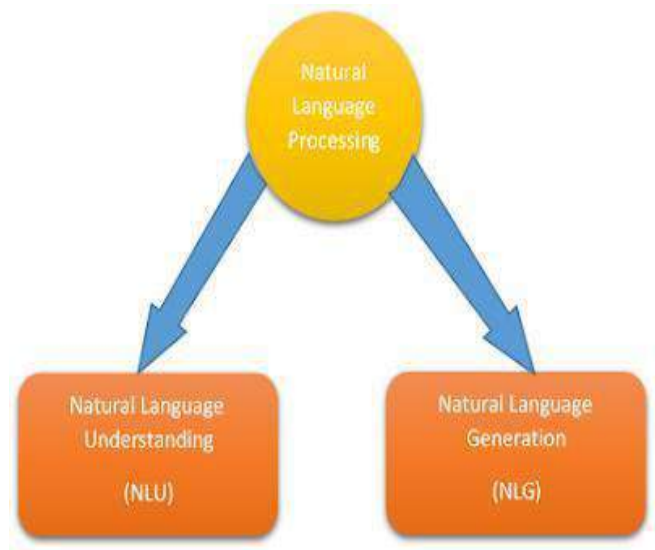 Natural
Language
Processing
Natural Language
Understanding
(NLU)
Natural Language
Generation
(NLG)